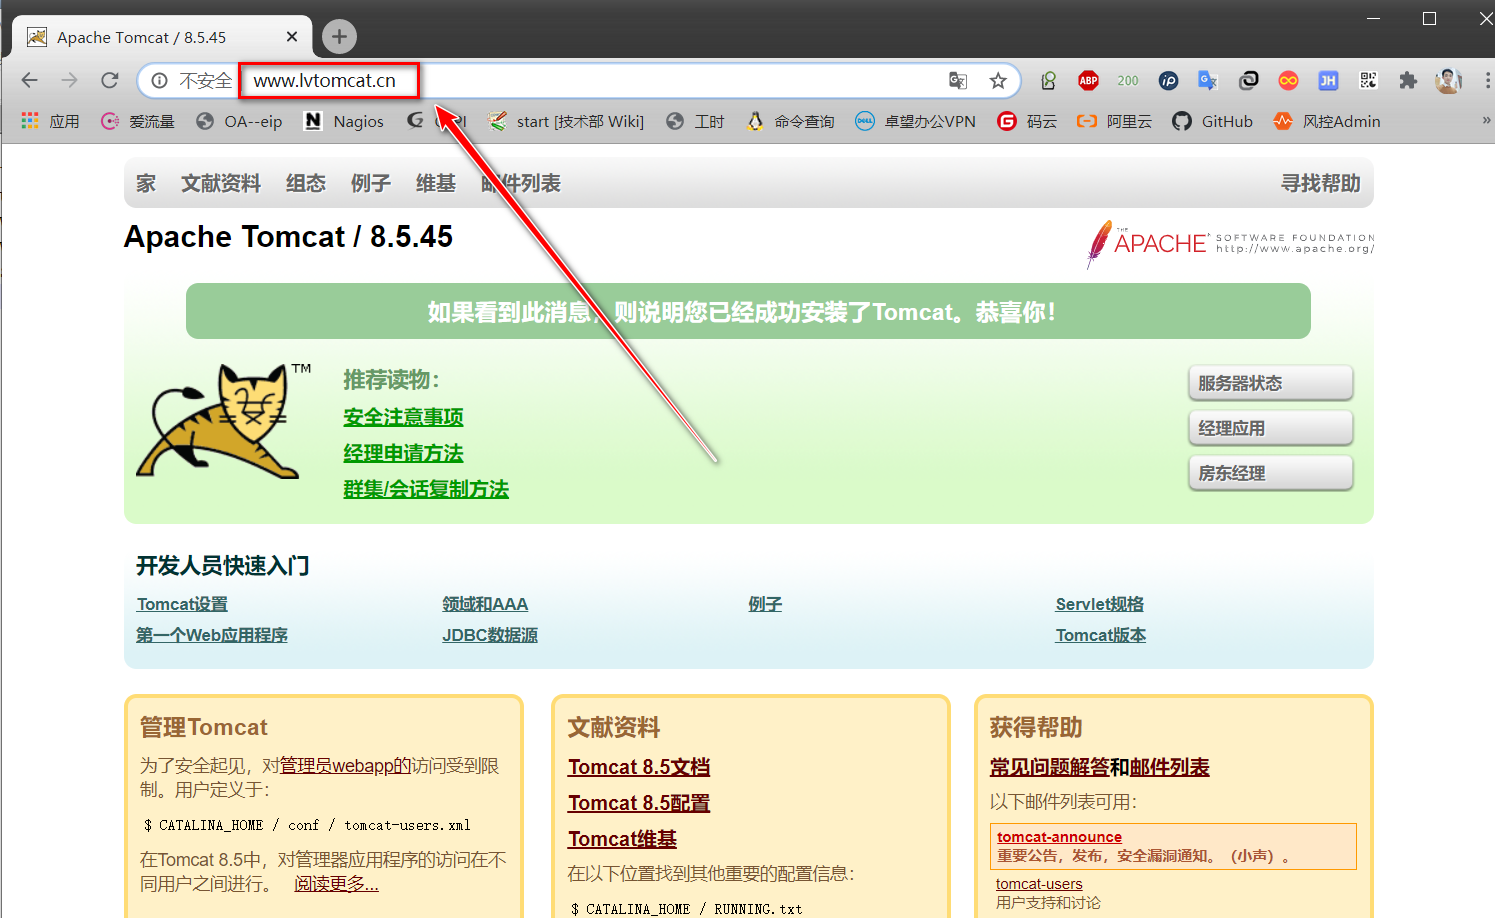 Apache Tomcat / 8.5.45
不安全 www.lvtomcat.cn
ABP 200 ip JH
应用 爱流量 OA--eip Nagios start [技术部 Wiki] 工时 命令查询 卓望办公VPN 码云 阿里云 GitHub 风控Admin »
家 文献资料 组态 例子 维基 邮件列表 寻找帮助
Apache Tomcat / 8.5.45
THE APACHE SOFTWARE FOUNDATION
http://www.apache.org/
如果看到此消息，则说明您已经成功安装了Tomcat。恭喜你！
TM
推荐读物：
安全注意事项
经理申请方法
群集/会话复制方法
服务器状态
经理应用
房东经理
开发人员快速入门
Tomcat设置 领域和AAA 例子 Servlet规格
第一个Web应用程序 JDBC数据源 Tomcat版本
管理Tomcat
为了安全起见，对管理员webapp的访问受到限
制。用户定义于：
$ CATALINA_HOME / conf / tomcat-users.xml
在Tomcat 8.5中，对管理器应用程序的访问在不
同用户之间进行。 阅读更多...
文献资料
Tomcat 8.5文档
Tomcat 8.5配置
Tomcat维基
在以下位置找到其他重要的配置信息：
$ CATALINA_HOME / RUNNING.txt
获得帮助
常见问题解答和邮件列表
以下邮件列表可用：
tomcat-announce
重要公告，发布，安全漏洞通知。（小声）。
tomcat-users
用户支持和讨论